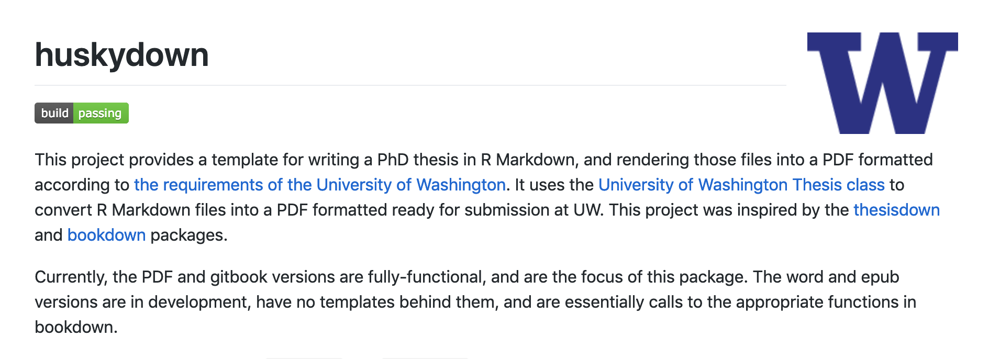 huskydown
W
build passing
This project provides a template for writing a PhD thesis in R Markdown, and rendering those files into a PDF formatted
according to the requirements of the University of Washington. It uses the University of Washington Thesis class to
convert R Markdown files into a PDF formatted ready for submission at UW. This project was inspired by the thesisdown
and bookdown packages.
Currently, the PDF and gitbook versions are fully-functional, and are the focus of this package. The word and epub
versions are in development, have no templates behind them, and are essentially calls to the appropriate functions in
bookdown.